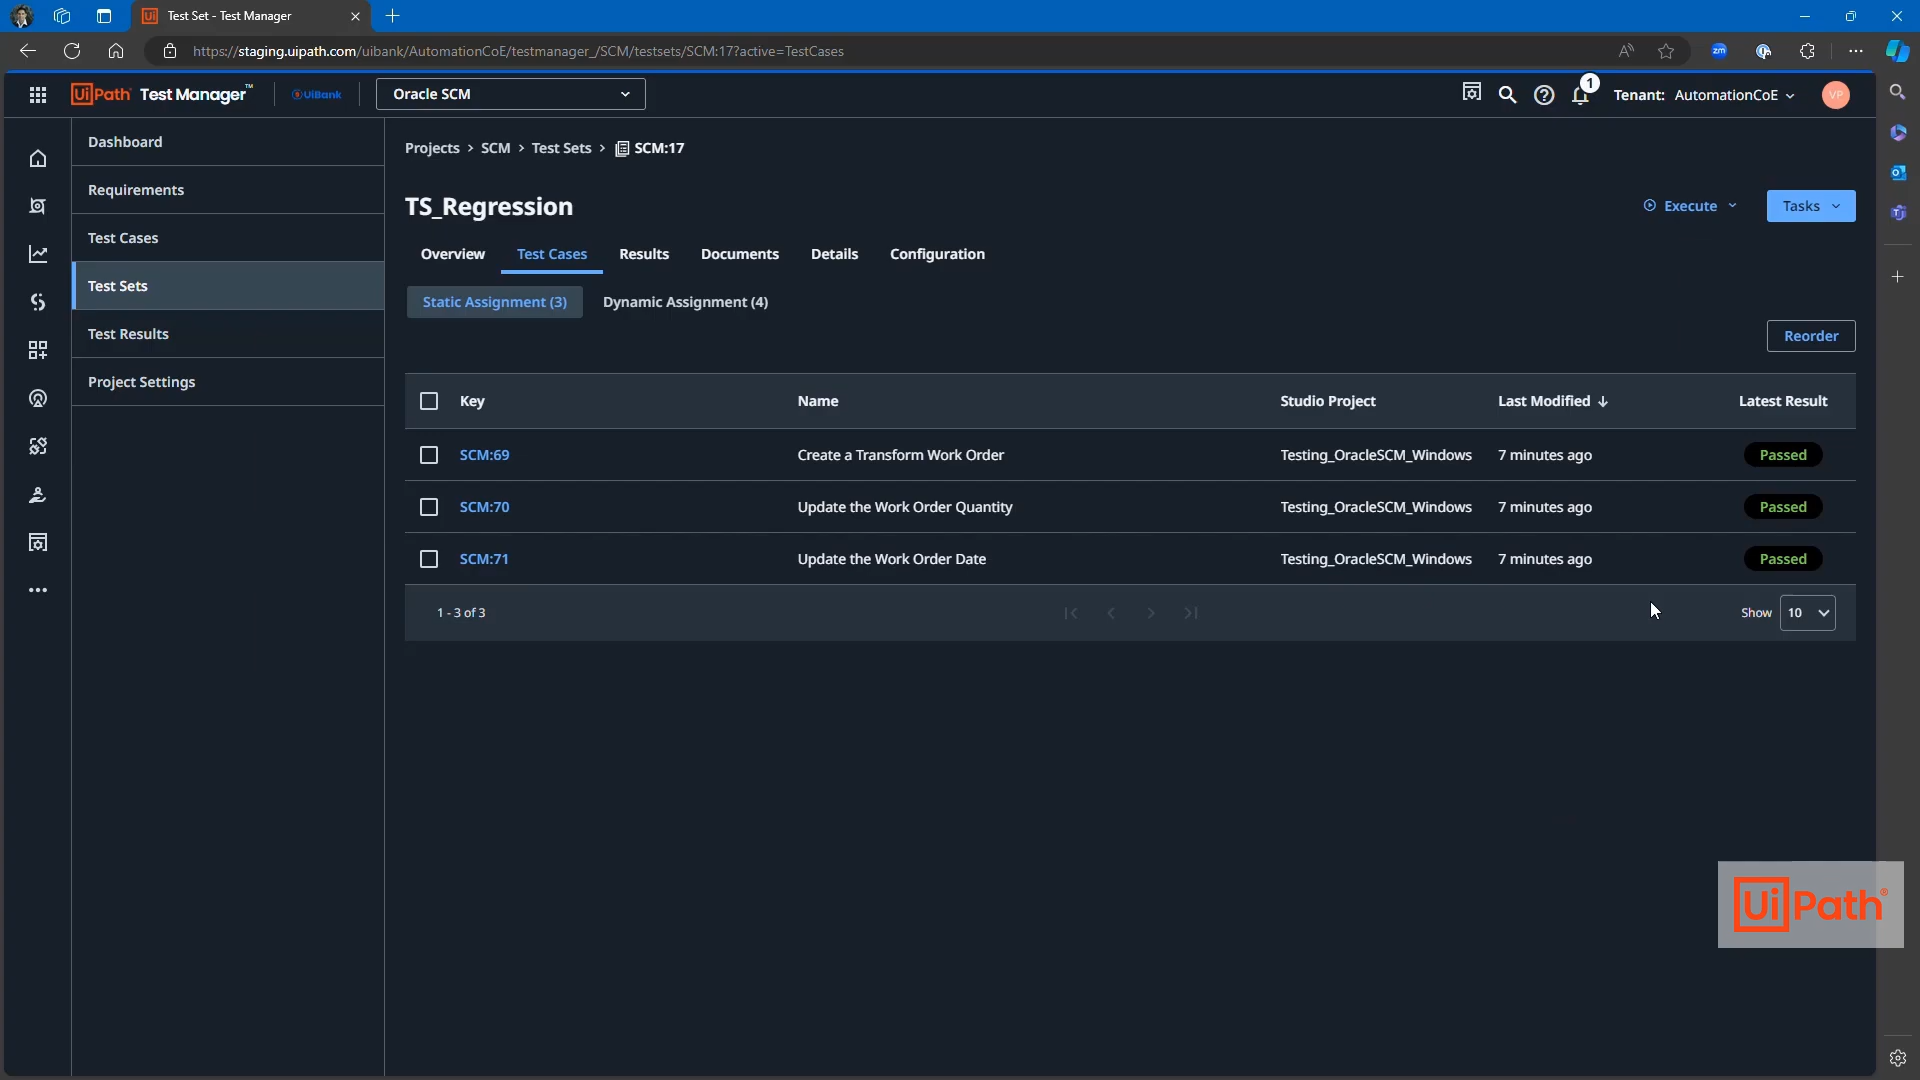 Test Set - Test Manager
https://staging.uipath.com/uibank/AutomationCoE/testmanager_/SCM/testsets/SCM:17?active=TestCases
zm
UiPath Test Manager™
UiBank
Oracle SCM
1
Tenant: AutomationCoE
VP
Dashboard
Requirements
Test Cases
Test Sets
Test Results
Project Settings
Projects > SCM > Test Sets > SCM:17
TS_Regression
Execute
Tasks
Overview Test Cases Results Documents Details Configuration
Static Assignment (3) Dynamic Assignment (4)
Reorder
Key Name Studio Project Last Modified Latest Result
SCM:69 Create a Transform Work Order Testing_OracleSCM_Windows 7 minutes ago Passed
SCM:70 Update the Work Order Quantity Testing_OracleSCM_Windows 7 minutes ago Passed
SCM:71 Update the Work Order Date Testing_OracleSCM_Windows 7 minutes ago Passed
1 - 3 of 3
Show 10
UiPath®